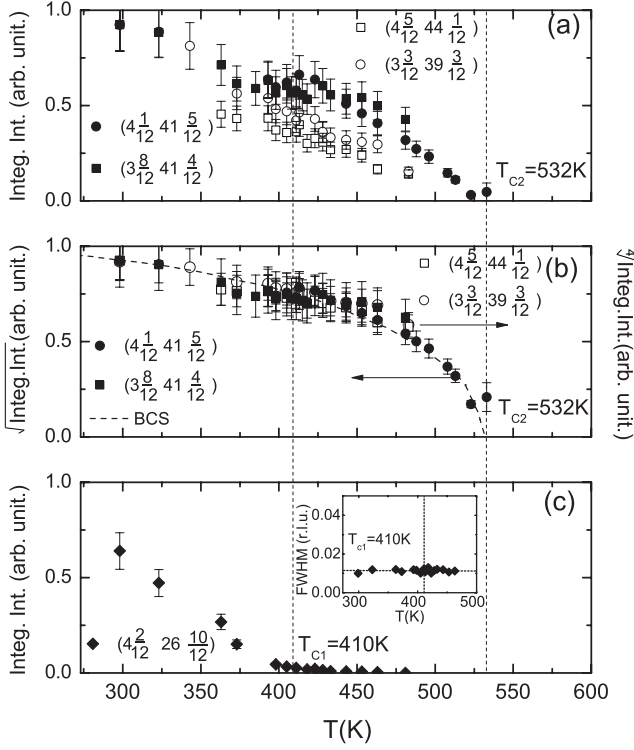 (a)
1.0
0.5
0.0
Integ. Int. (arb. unit.)
(4 5/12 44 1/12)
(3 3/12 39 3/12)
(4 1/12 41 5/12)
(3 8/12 41 4/12)
T_C2=532K
(b)
1.0
0.5
0.0
√Integ.Int.(arb. unit.)
∜Integ.Int.(arb. unit.)
(4 5/12 44 1/12)
(3 3/12 39 3/12)
(4 1/12 41 5/12)
(3 8/12 41 4/12)
BCS
T_C2=532K
(c)
1.0
0.5
0.0
Integ. Int. (arb. unit.)
(4 2/12 26 10/12)
T_C1=410K
0.04
0.02
0.00
FWHM (r.l.u.)
T_c1=410K
300 400 500
T(K)
300 350 400 450 500 550 600
T(K)